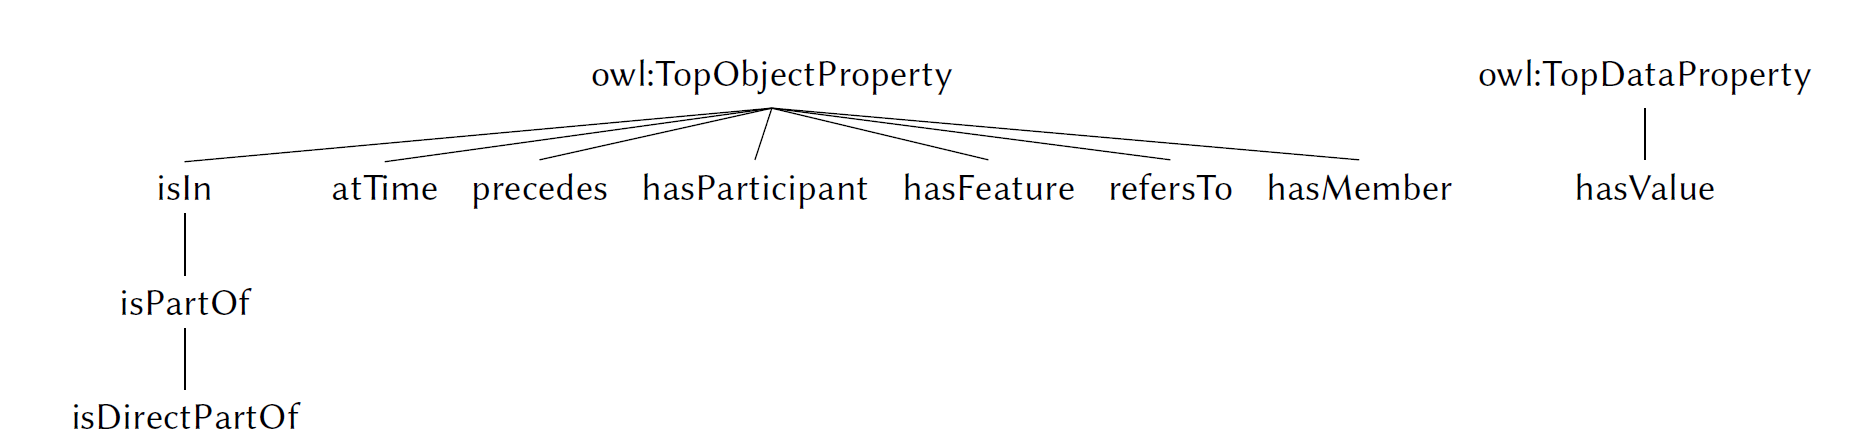 owl:TopObjectProperty owl:TopDataProperty
isIn atTime precedes hasParticipant hasFeature refersTo hasMember hasValue
isPartOf
isDirectPartOf